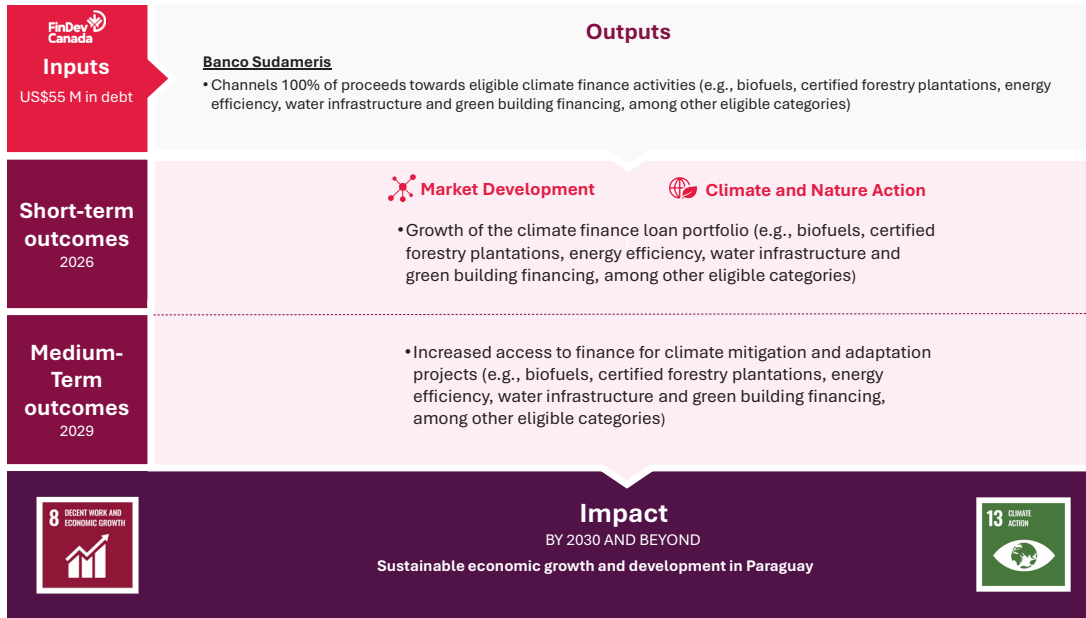 FinDev
Canada
Inputs
US$55 M in debt
Outputs
Banco Sudameris
• Channels 100% of proceeds towards eligible climate finance activities (e.g., biofuels, certified forestry plantations, energy
efficiency, water infrastructure and green building financing, among other eligible categories)
Short-term
outcomes
2026
Market Development
Climate and Nature Action
• Growth of the climate finance loan portfolio (e.g., biofuels, certified
forestry plantations, energy efficiency, water infrastructure and
green building financing, among other eligible categories)
Medium-
Term
outcomes
2029
• Increased access to finance for climate mitigation and adaptation
projects (e.g., biofuels, certified forestry plantations, energy
efficiency, water infrastructure and green building financing,
among other eligible categories)
8 DECENT WORK AND
ECONOMIC GROWTH
Impact
BY 2030 AND BEYOND
Sustainable economic growth and development in Paraguay
13 CLIMATE
ACTION